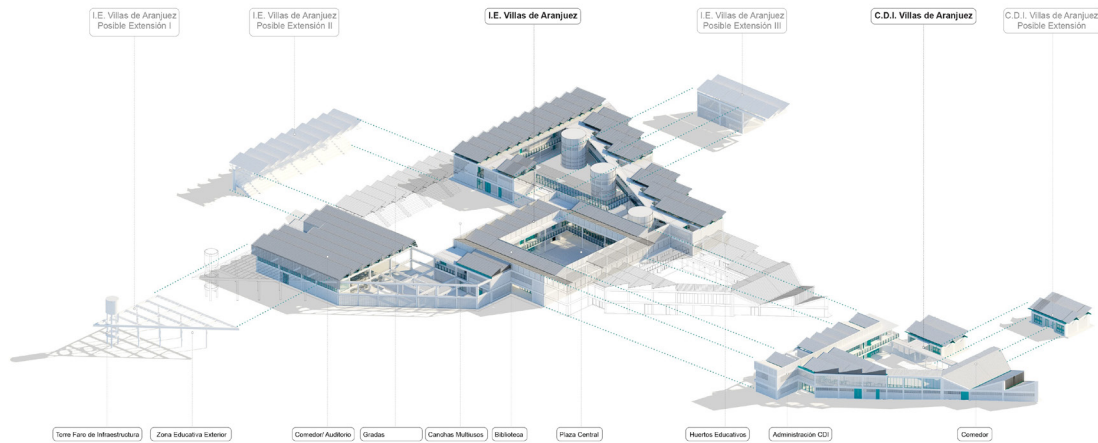 I.E. Villas de Aranjuez
Posible Extensión I
I.E. Villas de Aranjuez
Posible Extensión II
I.E. Villas de Aranjuez
I.E. Villas de Aranjuez
Posible Extensión III
C.D.I. Villas de Aranjuez
C.D.I. Villas de Aranjuez
Posible Extensión
Torre Faro de Infraestructura
Zona Educativa Exterior
Comedor/ Auditorio
Gradas
Canchas Multiusos
Biblioteca
Plaza Central
Huertos Educativos
Administración CDI
Comedor